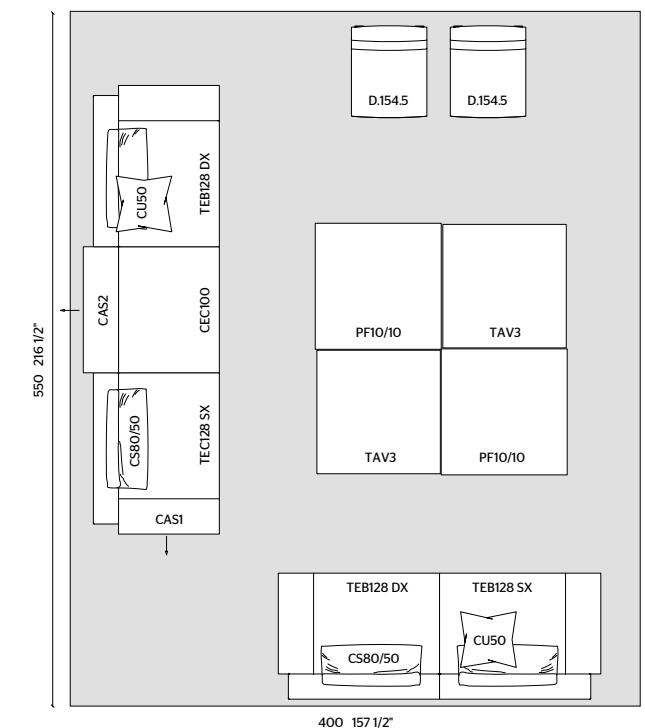 D.154.5
D.154.5
TEB128 DX
CU50
CAS2
CEC100
PF10/10
TAV3
550 216 1/2"
CS80/50
TEC128 SX
TAV3
PF10/10
CAS1
TEB128 DX
TEB128 SX
CU50
CS80/50
400 157 1/2"